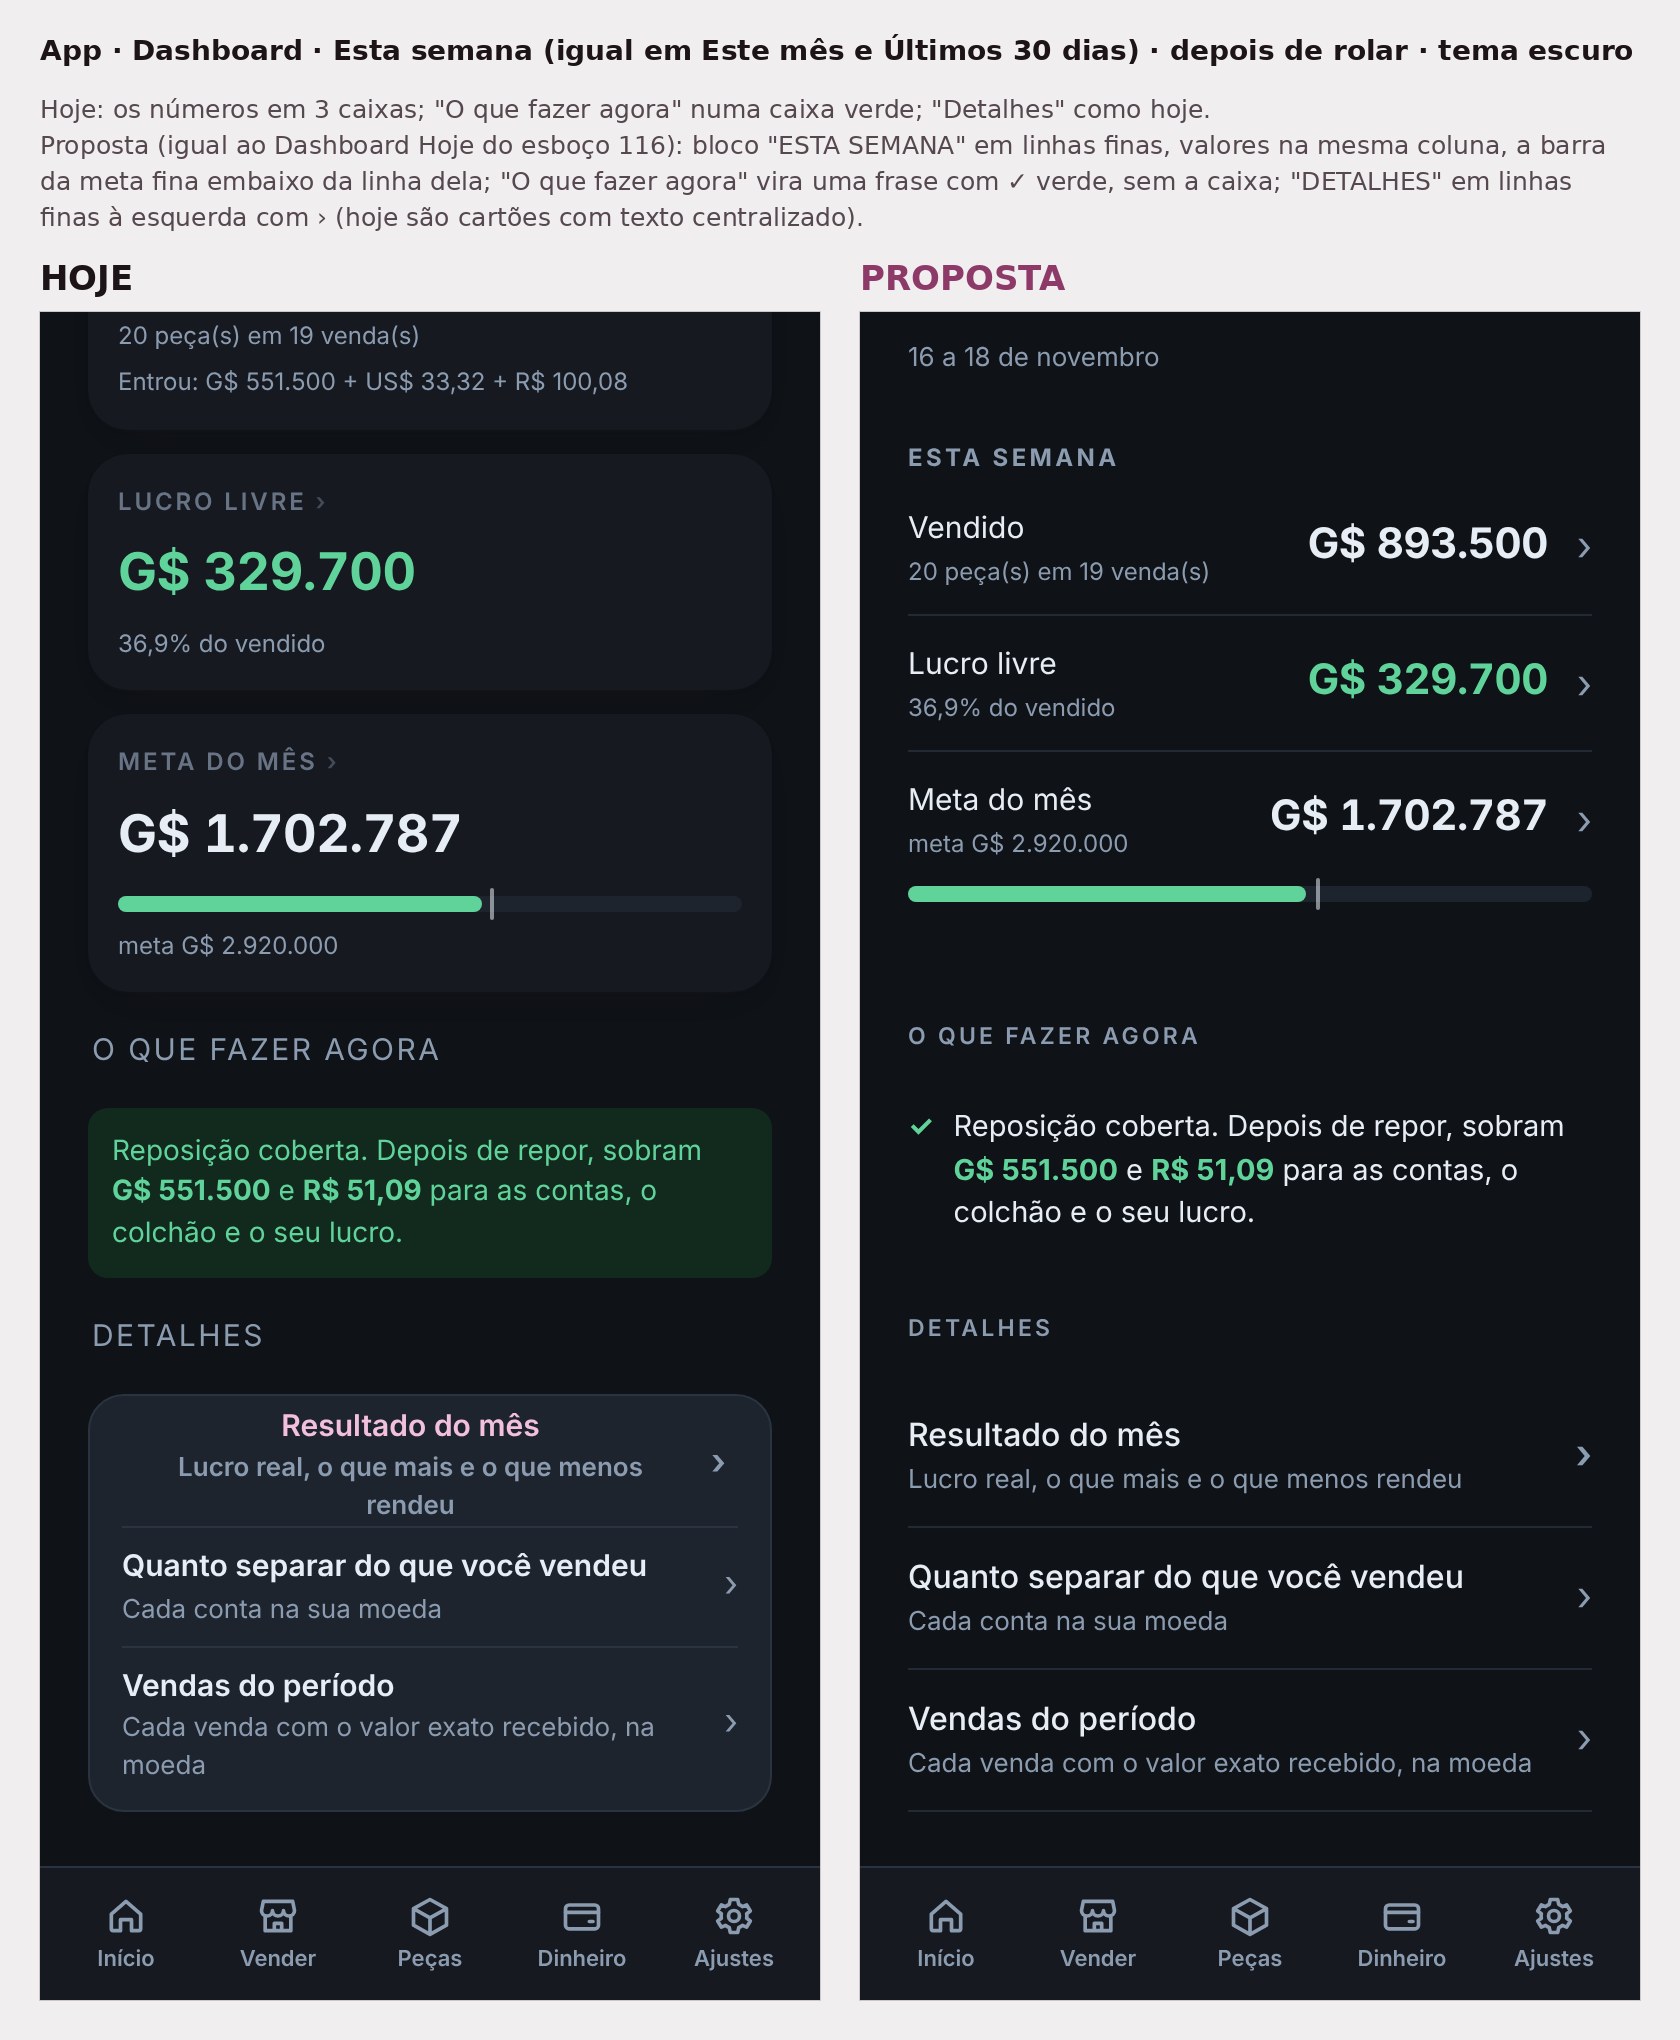 App · Dashboard · Esta semana (igual em Este mês e Últimos 30 dias) · depois de rolar · tema escuro
Hoje: os números em 3 caixas; "O que fazer agora" numa caixa verde; "Detalhes" como hoje.
Proposta (igual ao Dashboard Hoje do esboço 116): bloco "ESTA SEMANA" em linhas finas, valores na mesma coluna, a barra
da meta fina embaixo da linha dela; "O que fazer agora" vira uma frase com ✓ verde, sem a caixa; "DETALHES" em linhas
finas à esquerda com › (hoje são cartões com texto centralizado).
HOJE
20 peça(s) em 19 venda(s)
Entrou: G$ 551.500 + US$ 33,32 + R$ 100,08
LUCRO LIVRE ›
G$ 329.700
36,9% do vendido
META DO MÊS ›
G$ 1.702.787
meta G$ 2.920.000
O QUE FAZER AGORA
Reposição coberta. Depois de repor, sobram
G$ 551.500 e R$ 51,09 para as contas, o
colchão e o seu lucro.
DETALHES
Resultado do mês
Lucro real, o que mais e o que menos
rendeu
›
Quanto separar do que você vendeu
Cada conta na sua moeda
›
Vendas do período
Cada venda com o valor exato recebido, na
moeda
›
Início
Vender
Peças
Dinheiro
Ajustes
PROPOSTA
16 a 18 de novembro
ESTA SEMANA
Vendido
20 peça(s) em 19 venda(s)
G$ 893.500 ›
Lucro livre
36,9% do vendido
G$ 329.700 ›
Meta do mês
meta G$ 2.920.000
G$ 1.702.787 ›
O QUE FAZER AGORA
✓ Reposição coberta. Depois de repor, sobram
G$ 551.500 e R$ 51,09 para as contas, o
colchão e o seu lucro.
DETALHES
Resultado do mês
Lucro real, o que mais e o que menos rendeu
›
Quanto separar do que você vendeu
Cada conta na sua moeda
›
Vendas do período
Cada venda com o valor exato recebido, na moeda
›
Início
Vender
Peças
Dinheiro
Ajustes